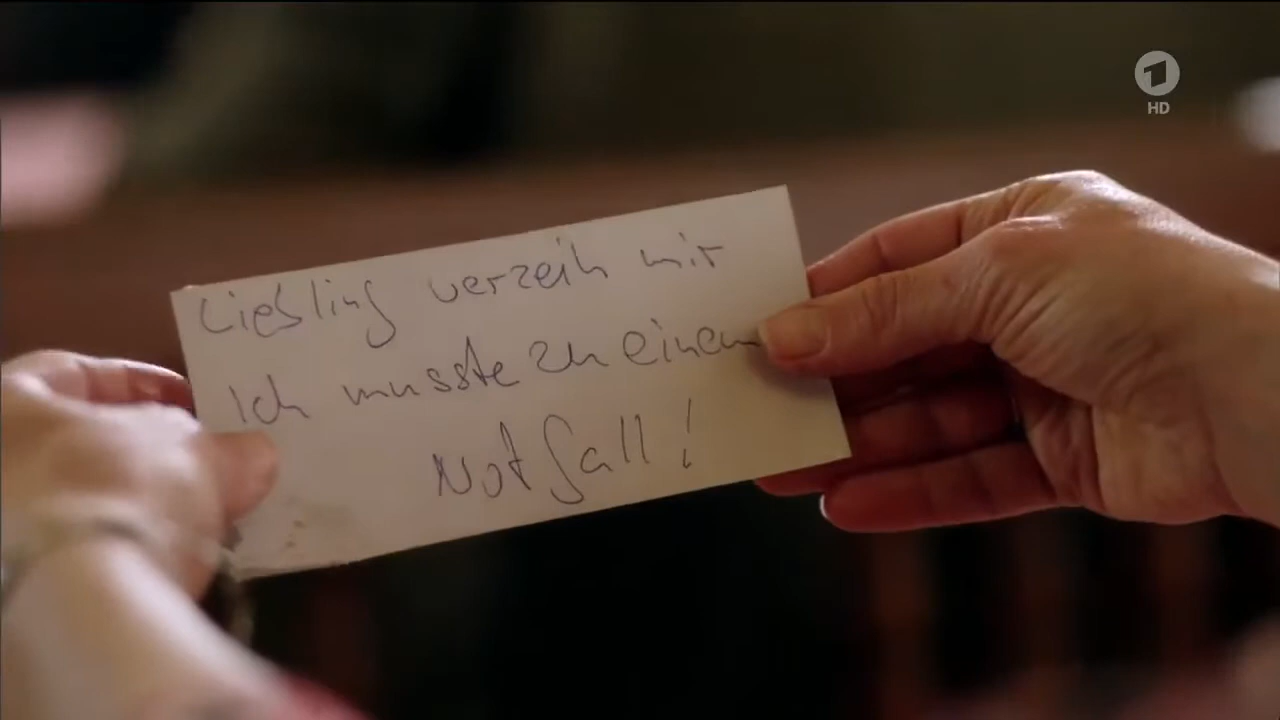 1
HD
Liebling verzeih mir
Ich musste zu einem
Notfall!